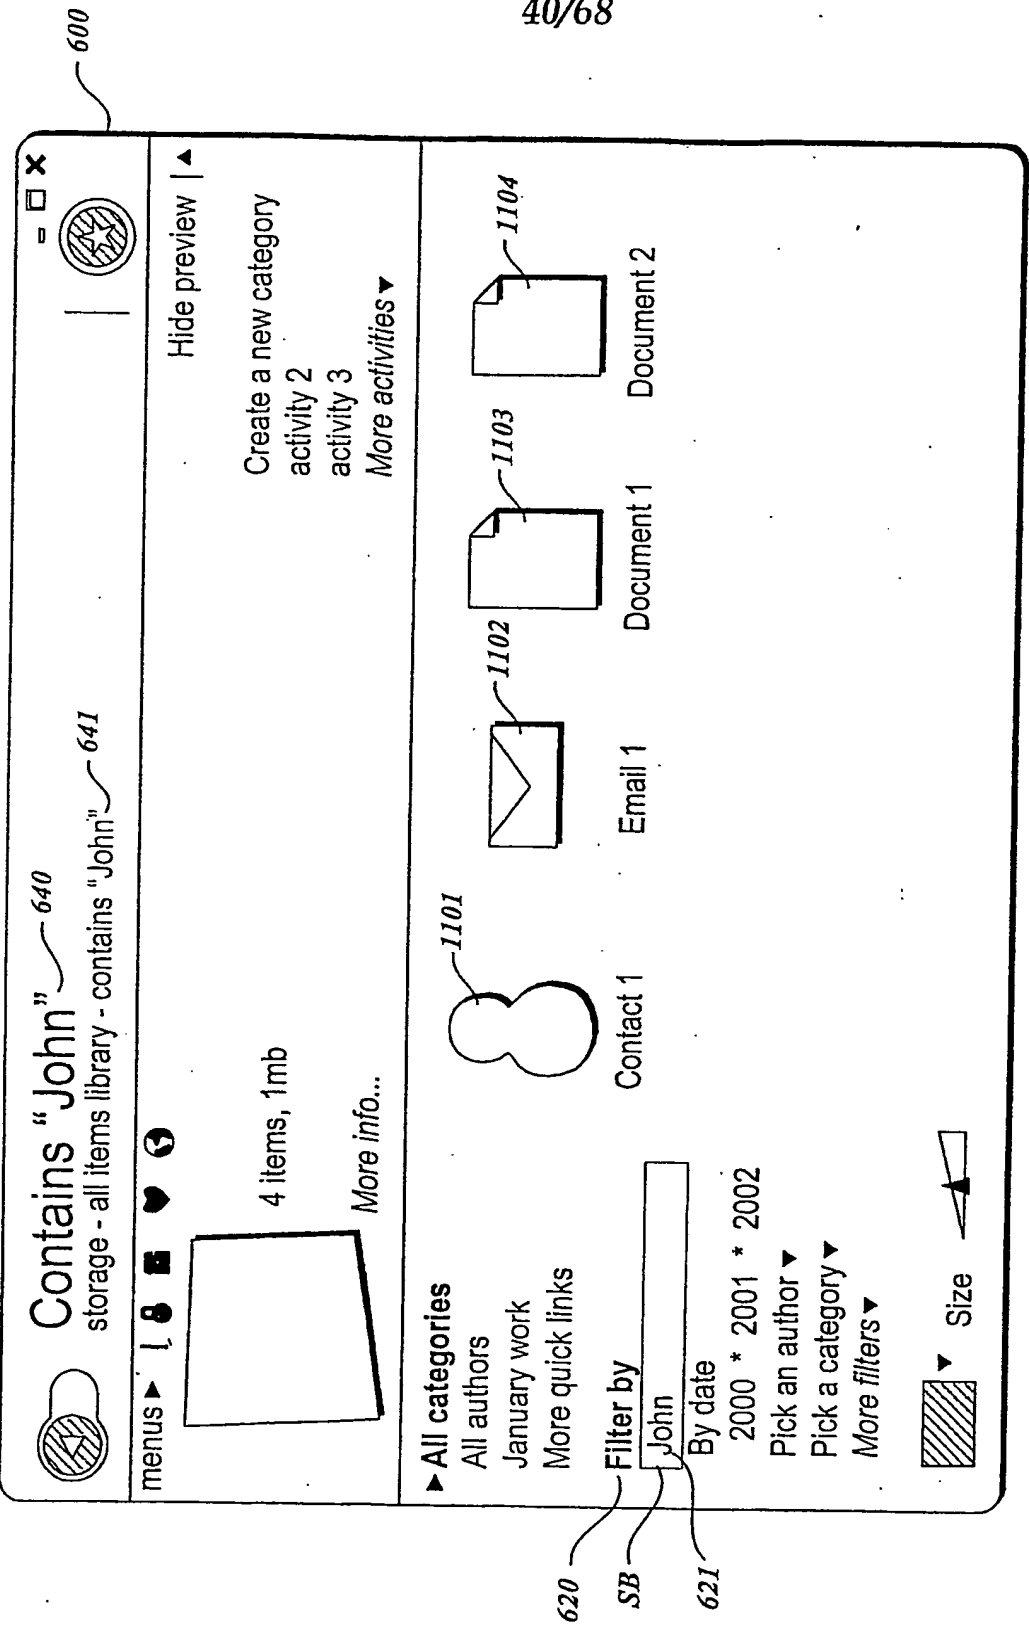 40/68
600
Contains “John”
640
storage - all items library - contains “John”
641
menus
Hide preview
4 items, 1mb
More info...
Create a new category
activity 2
activity 3
More activities
All categories
All authors
January work
More quick links
620
Filter by
SB
John
621
By date
2000 * 2001 * 2002
Pick an author
Pick a category
More filters
Size
1101
Contact 1
1102
Email 1
1103
Document 1
1104
Document 2